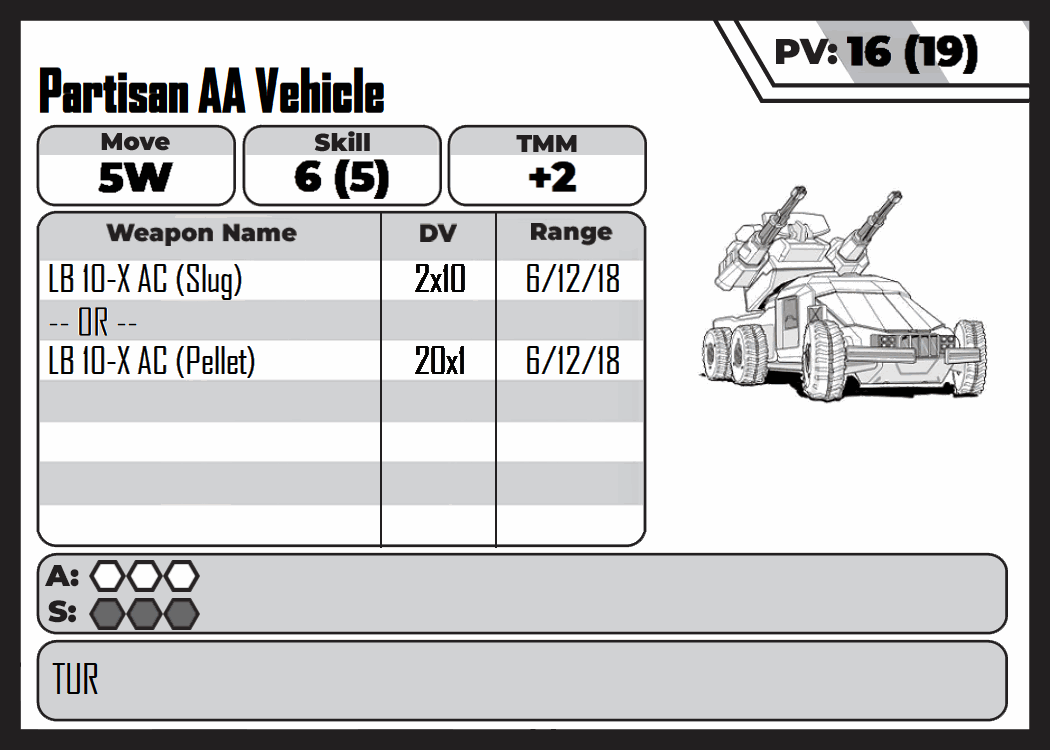 PV: 16 (19)
Partisan AA Vehicle
Move Skill TMM
5W 6 (5) +2
Weapon Name DV Range
LB 10-X AC (Slug) 2x10 6/12/18
-- OR --
LB 10-X AC (Pellet) 20x1 6/12/18
A:
S:
TUR